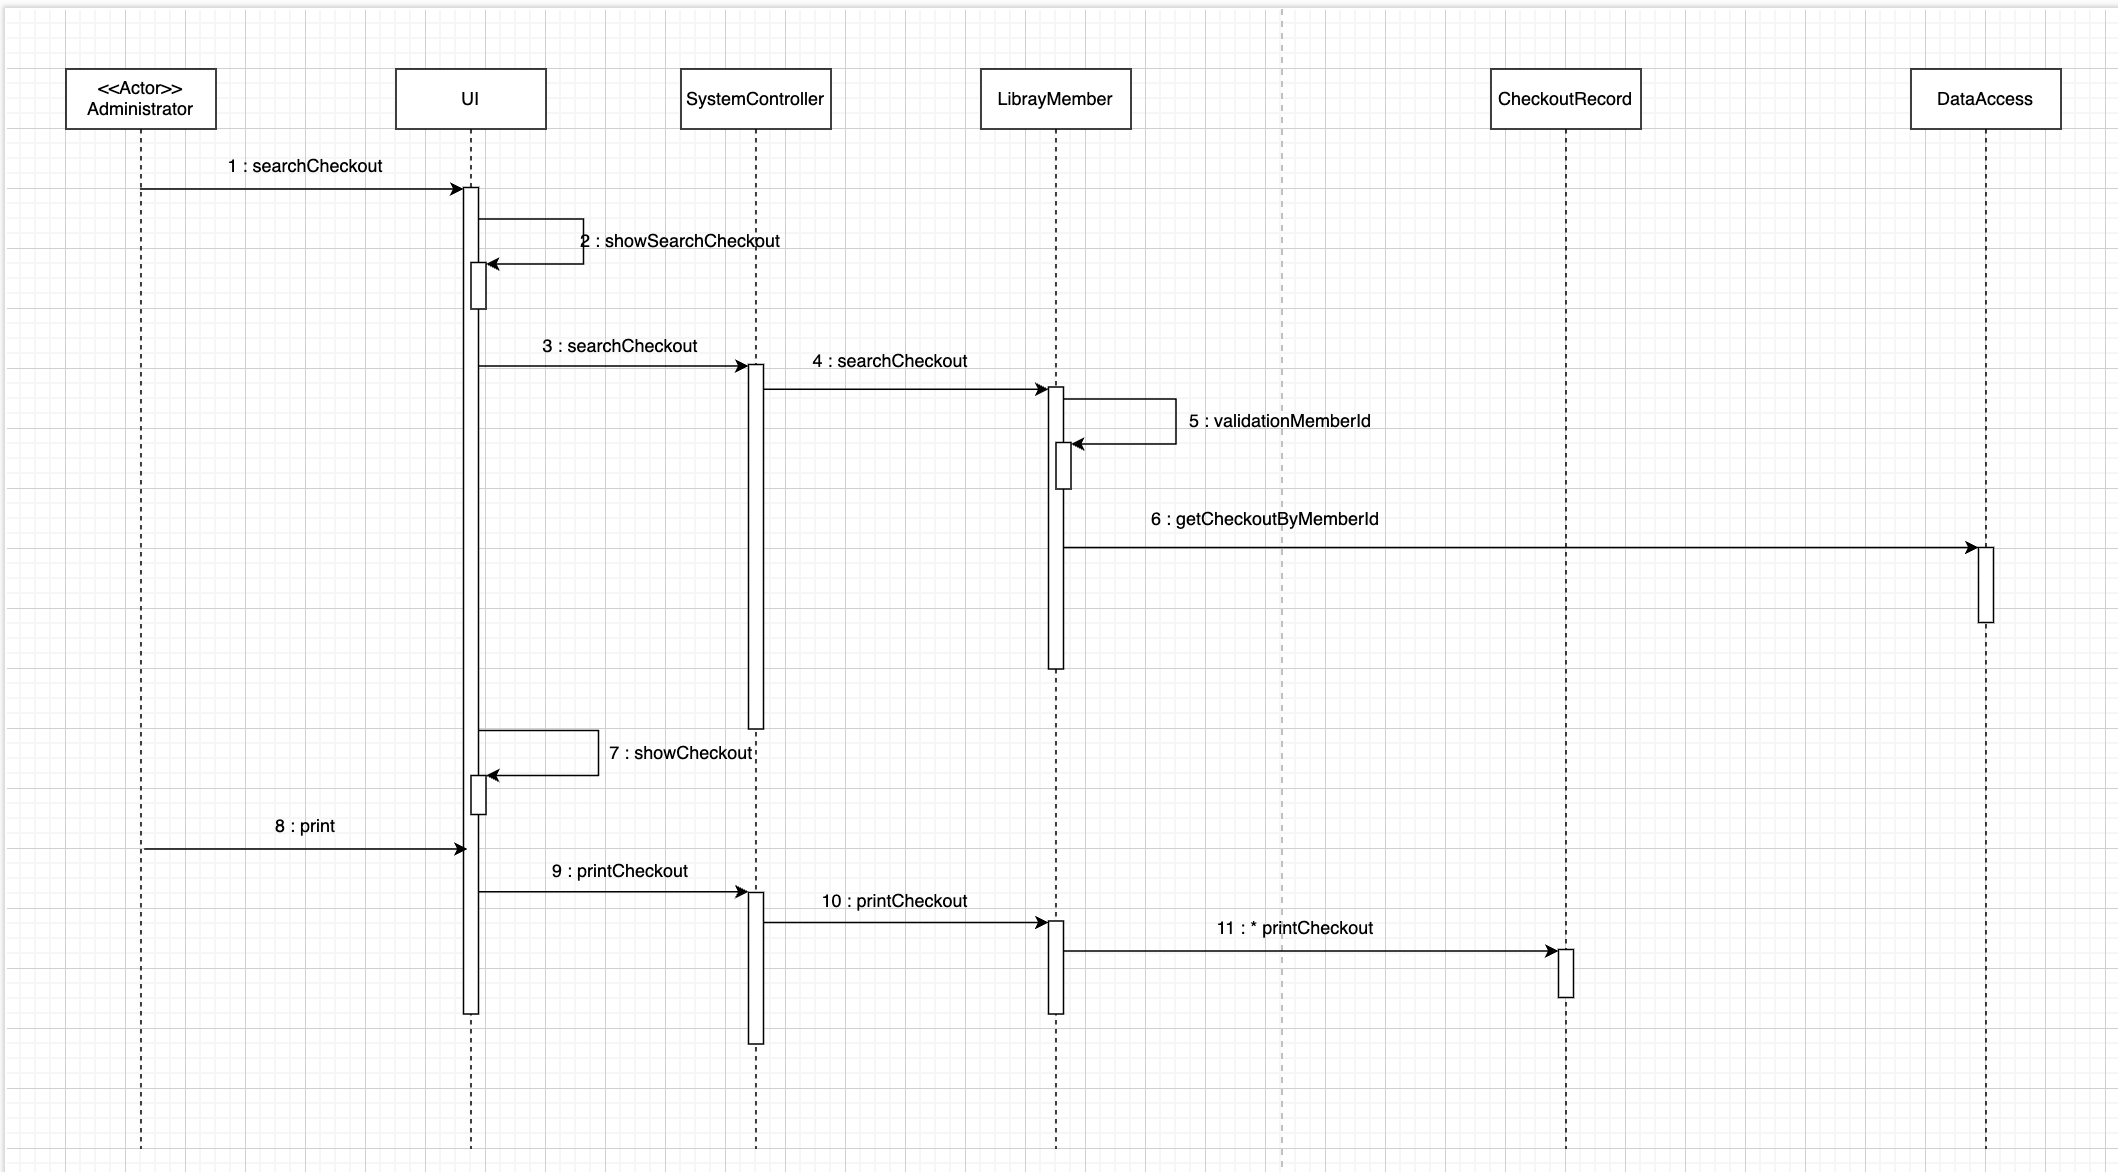 <<Actor>>
Administrator
UI
SystemController
LibrayMember
CheckoutRecord
DataAccess
1 : searchCheckout
2 : showSearchCheckout
3 : searchCheckout
4 : searchCheckout
5 : validationMemberId
6 : getCheckoutByMemberId
7 : showCheckout
8 : print
9 : printCheckout
10 : printCheckout
11 : * printCheckout